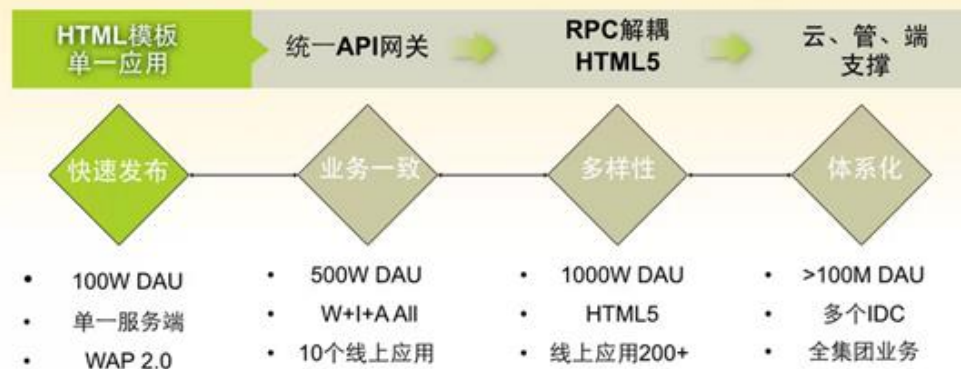 HTML模板
单一应用
统一API网关
RPC解耦
HTML5
云、管、端
支撑
快速发布
业务一致
多样性
体系化
• 100W DAU
• 单一服务端
• WAP 2.0
• 500W DAU
• W+I+A All
• 10个线上应用
• 1000W DAU
• HTML5
• 线上应用200+
• >100M DAU
• 多个IDC
• 全集团业务